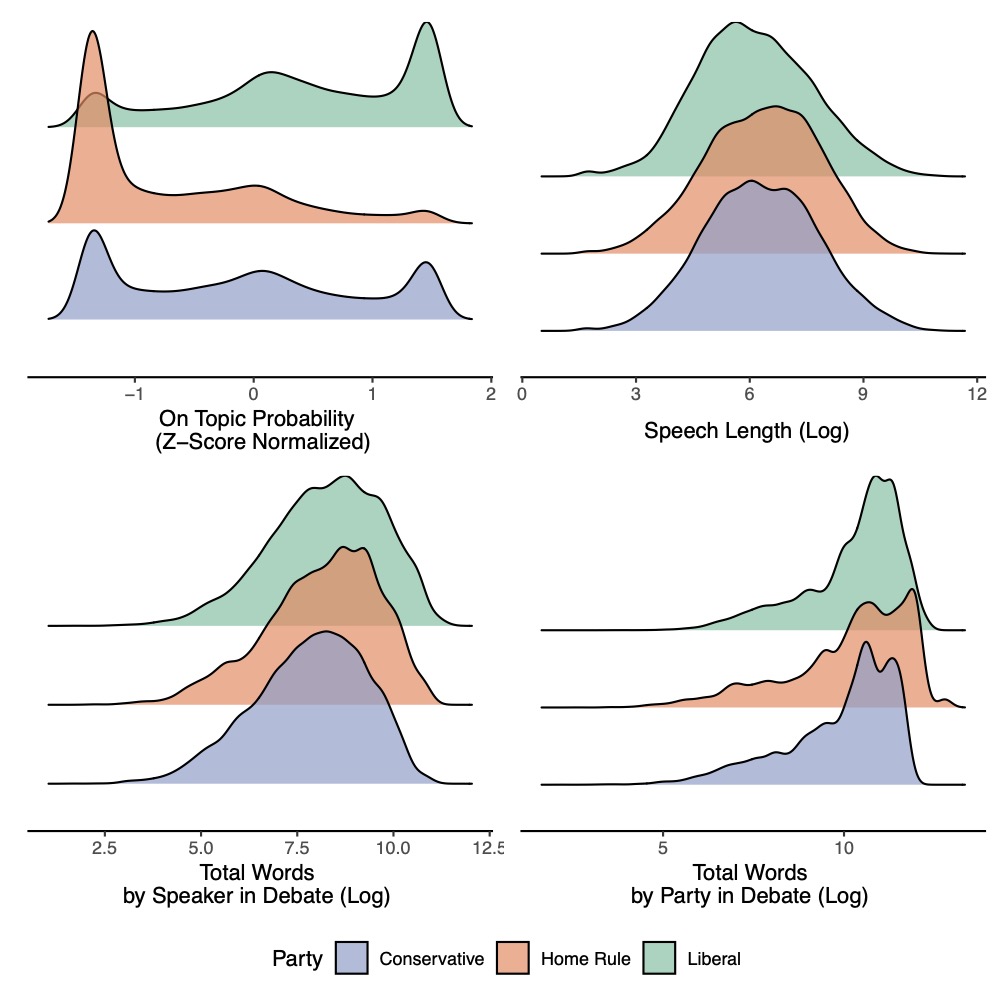 −1 0 1 2
On Topic Probability
(Z−Score Normalized)
0 3 6 9 12
Speech Length (Log)
2.5 5.0 7.5 10.0 12.5
Total Words
by Speaker in Debate (Log)
5 10
Total Words
by Party in Debate (Log)
Party Conservative Home Rule Liberal